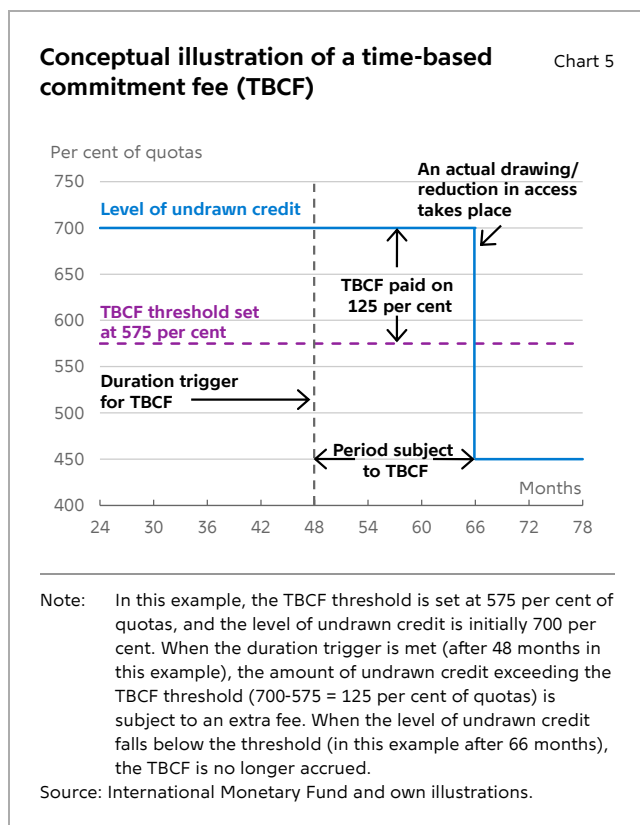 Conceptual illustration of a time-based
commitment fee (TBCF)
Chart 5
Per cent of quotas
750
700
650
600
550
500
450
400
Level of undrawn credit
An actual drawing/
reduction in access
takes place
TBCF paid on
125 per cent
TBCF threshold set
at 575 per cent
Duration trigger
for TBCF
Period subject
to TBCF
Months
24 30 36 42 48 54 60 66 72 78
Note: In this example, the TBCF threshold is set at 575 per cent of
quotas, and the level of undrawn credit is initially 700 per
cent. When the duration trigger is met (after 48 months in
this example), the amount of undrawn credit exceeding the
TBCF threshold (700-575 = 125 per cent of quotas) is
subject to an extra fee. When the level of undrawn credit
falls below the threshold (in this example after 66 months),
the TBCF is no longer accrued.
Source: International Monetary Fund and own illustrations.